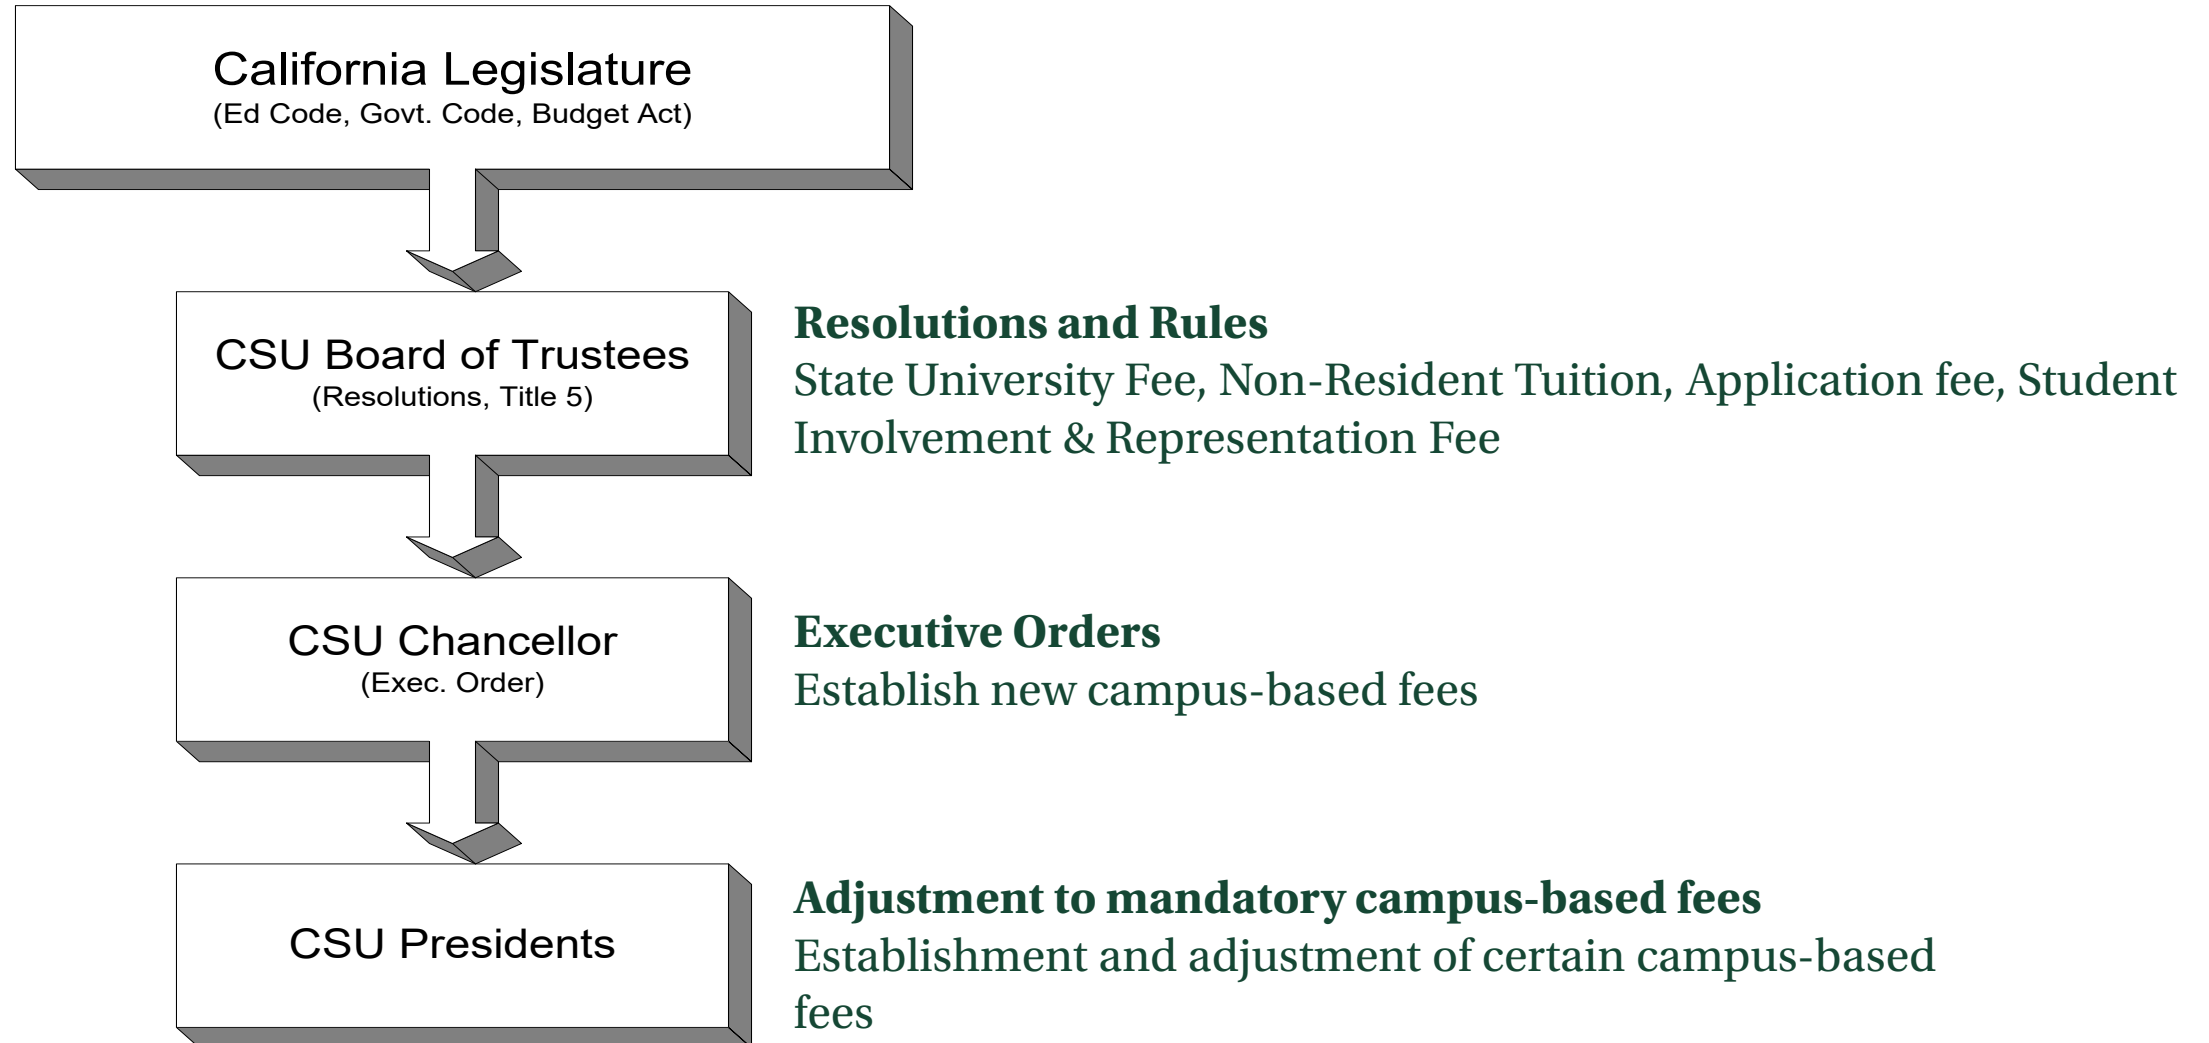 California Legislature
(Ed Code, Govt. Code, Budget Act)
CSU Board of Trustees
(Resolutions, Title 5)
Resolutions and Rules
State University Fee, Non-Resident Tuition, Application fee, Student
Involvement & Representation Fee
CSU Chancellor
(Exec. Order)
Executive Orders
Establish new campus-based fees
CSU Presidents
Adjustment to mandatory campus-based fees
Establishment and adjustment of certain campus-based
fees